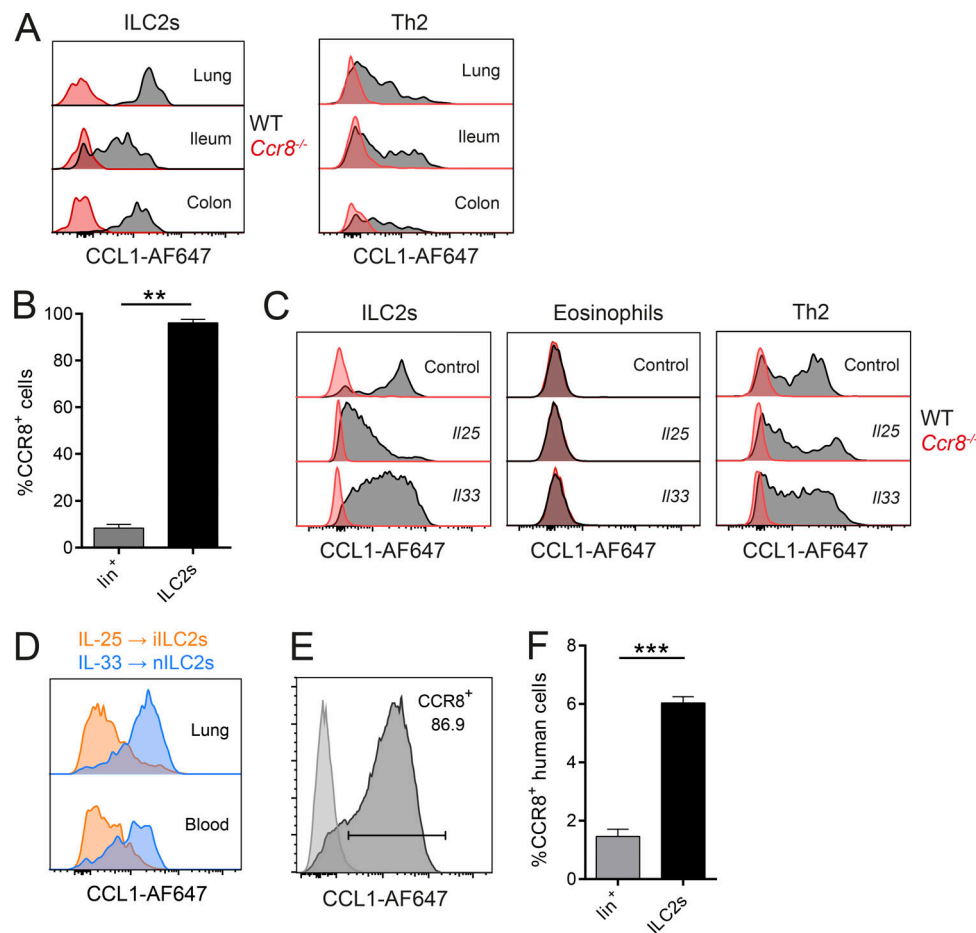 A
ILC2s
Th2
Lung
Ileum
Colon
CCL1-AF647
WT
Ccr8-/-
Lung
Ileum
Colon
CCL1-AF647
B
**
%CCR8+ cells
100
80
60
40
20
0
lin+
ILC2s
C
ILC2s
Eosinophils
Th2
Control
Il25
Il33
CCL1-AF647
Control
Il25
Il33
CCL1-AF647
Control
Il25
Il33
CCL1-AF647
WT
Ccr8-/-
D
IL-25 → iILC2s
IL-33 → nILC2s
Lung
Blood
CCL1-AF647
E
CCR8+
86.9
CCL1-AF647
F
***
%CCR8+ human cells
8
6
4
2
0
lin+
ILC2s